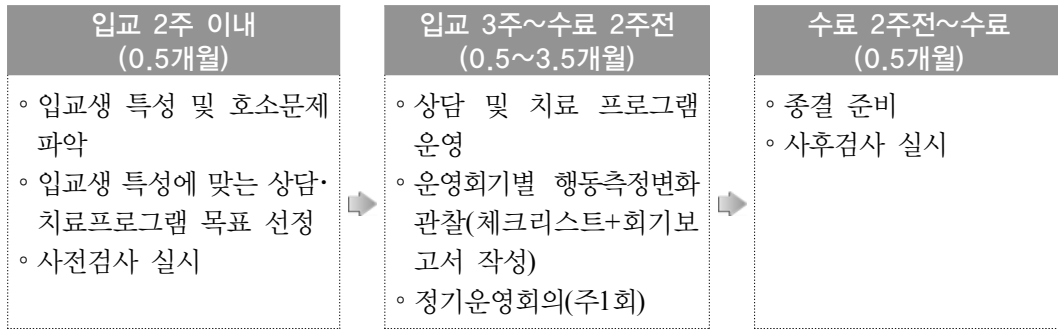 입교 2주 이내
(0.5개월)
◦입교생 특성 및 호소문제
파악
◦입교생 특성에 맞는 상담·
치료프로그램 목표 선정
◦사전검사 실시
입교 3주~수료 2주전
(0.5~3.5개월)
◦상담 및 치료 프로그램
운영
◦운영회기별 행동측정변화
관찰(체크리스트+회기보
고서 작성)
◦정기운영회의(주1회)
수료 2주전~수료
(0.5개월)
◦종결 준비
◦사후검사 실시